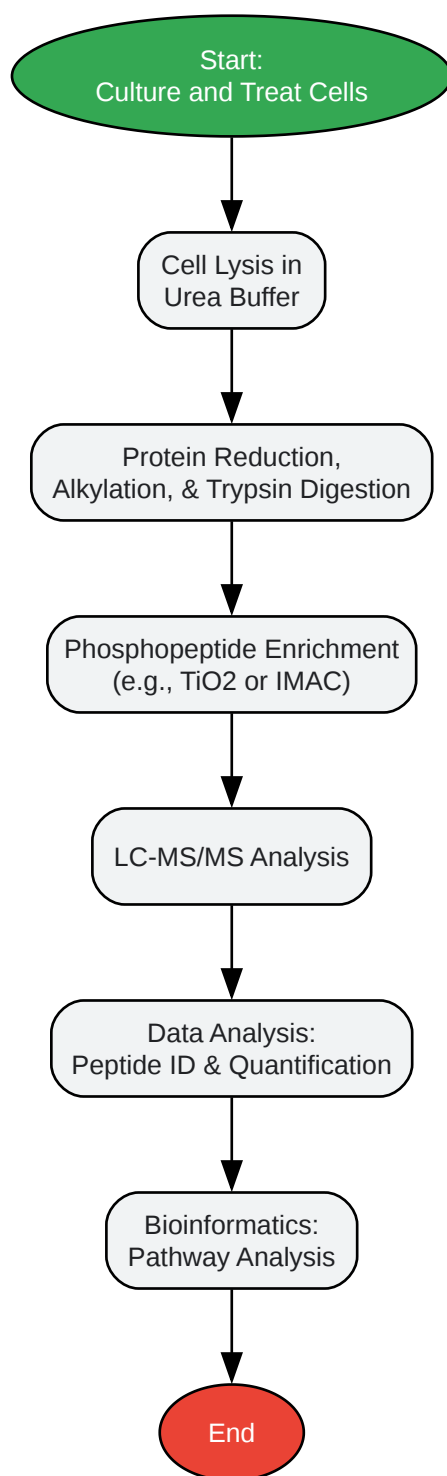 Start:
Culture and Treat Cells
Cell Lysis in
Urea Buffer
Protein Reduction,
Alkylation, & Trypsin Digestion
Phosphopeptide Enrichment
(e.g., TiO2 or IMAC)
LC-MS/MS Analysis
Data Analysis:
Peptide ID & Quantification
Bioinformatics:
Pathway Analysis
End